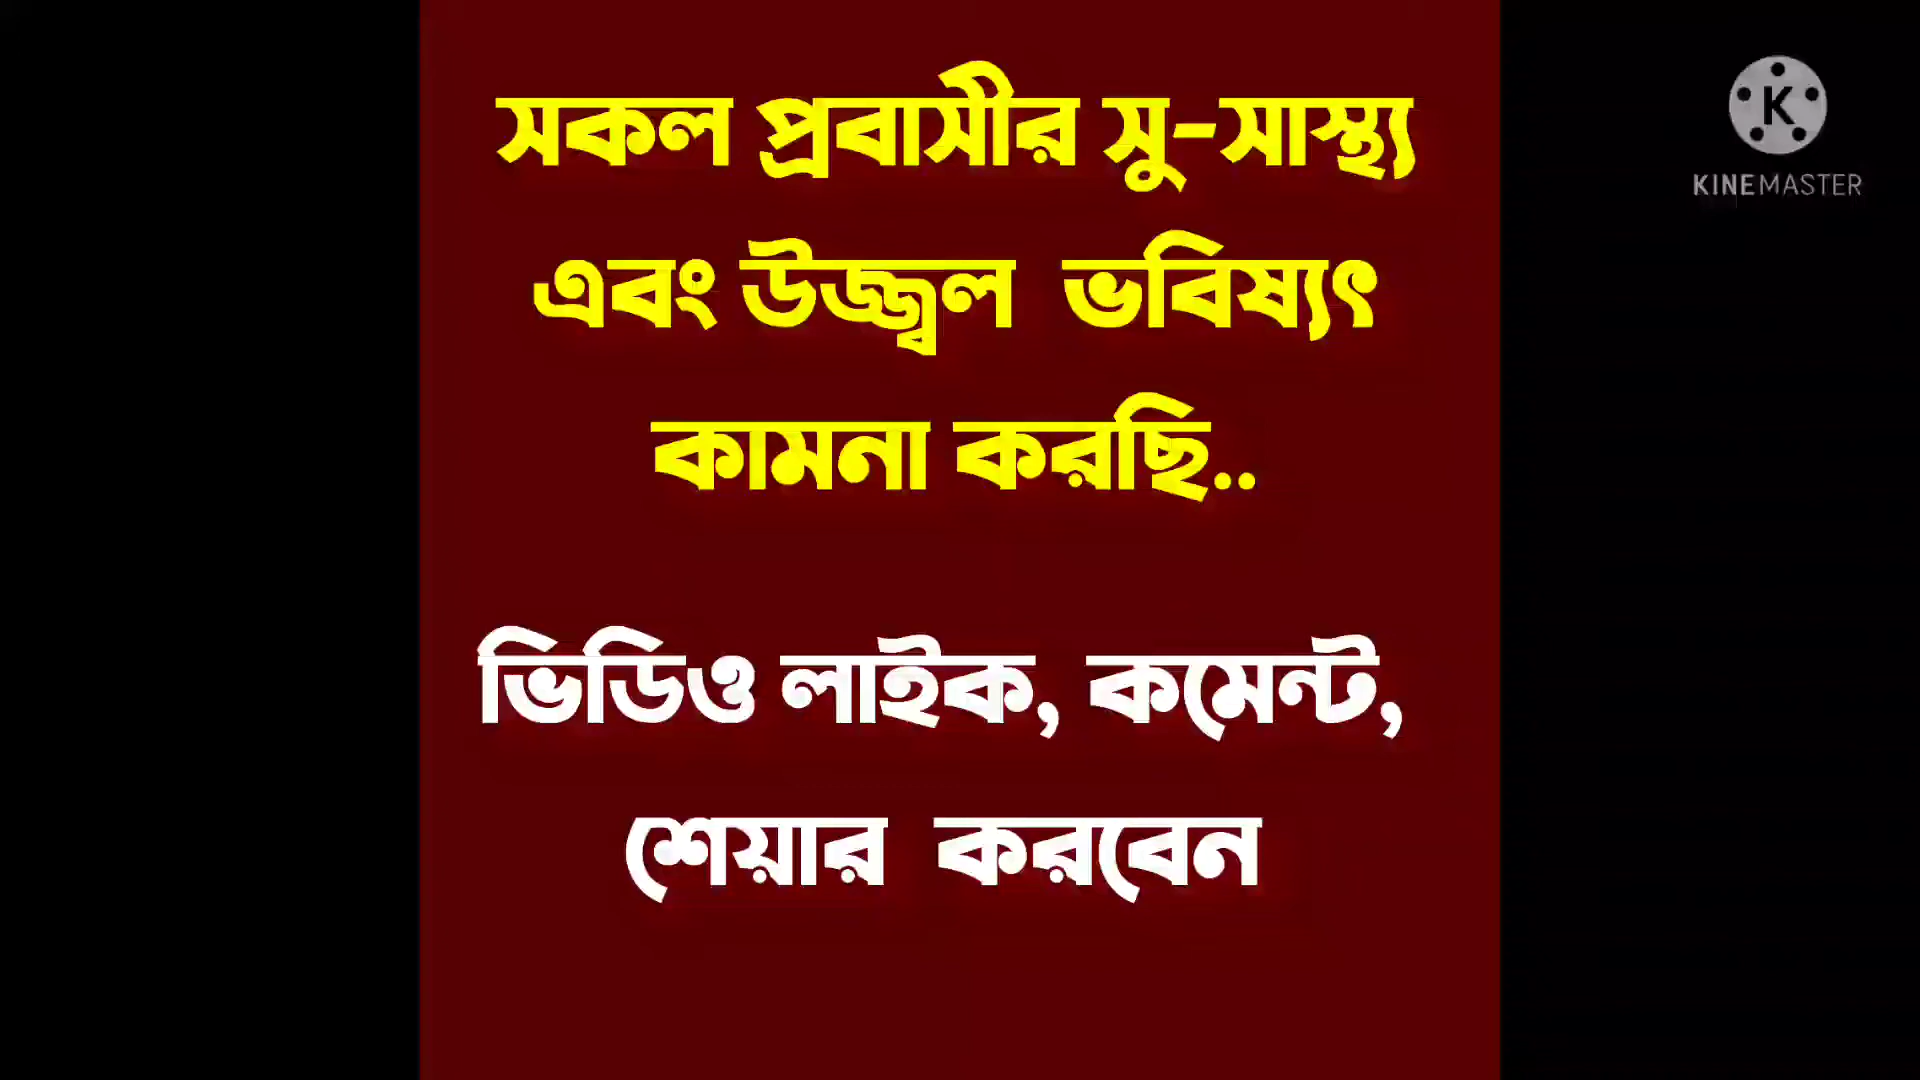 সকল প্রবাসীর সু-সাস্থ্য
এবং উজ্জ্বল ভবিষ্যৎ
কামনা করছি..
ভিডিও লাইক, কমেন্ট,
শেয়ার করবেন
K
KINEMASTER